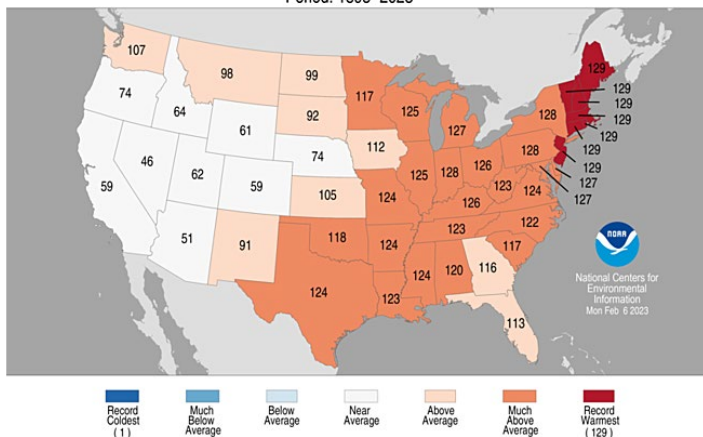 107
98
99
117
129
74
64
92
125
128
129
129
129
129
129
129
127
127
61
127
112
74
128
46
62
59
125
128
126
123
124
59
105
124
126
122
51
91
118
124
123
117
124
123
124
120
116
113
NOAA
National Centers for
Environmental
Information
Mon Feb 6 2023
Record
Coldest
(1)
Much
Below
Average
Below
Average
Near
Average
Above
Average
Much
Above
Average
Record
Warmest
(129)